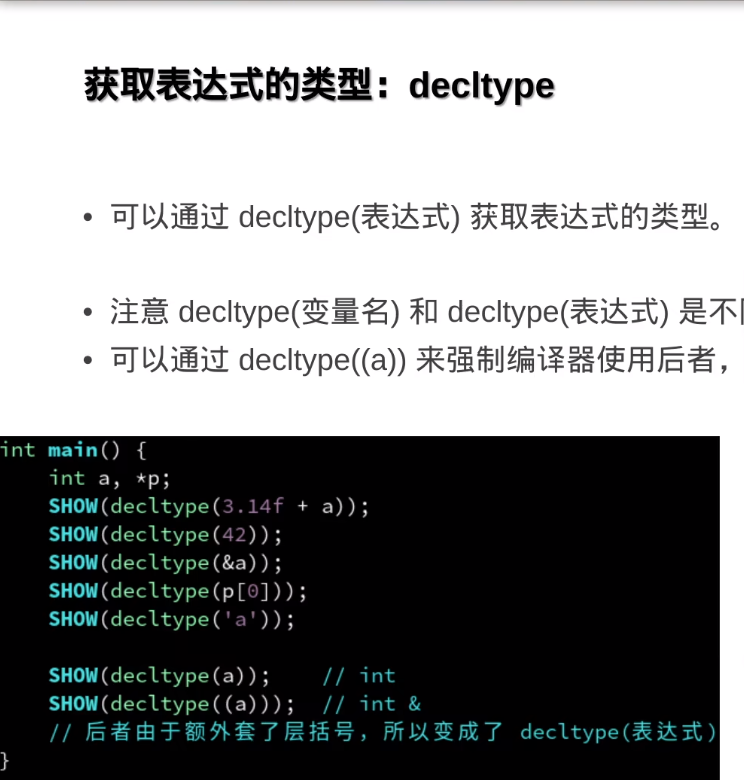 获取表达式的类型：decltype
• 可以通过 decltype(表达式) 获取表达式的类型。
• 注意 decltype(变量名) 和 decltype(表达式) 是不
• 可以通过 decltype((a)) 来强制编译器使用后者，
int main() {
    int a, *p;
    SHOW(decltype(3.14f + a));
    SHOW(decltype(42));
    SHOW(decltype(&a));
    SHOW(decltype(p[0]));
    SHOW(decltype('a'));
    SHOW(decltype(a));    // int
    SHOW(decltype((a)));  // int &
    // 后者由于额外套了层括号，所以变成了 decltype(表达式)
}